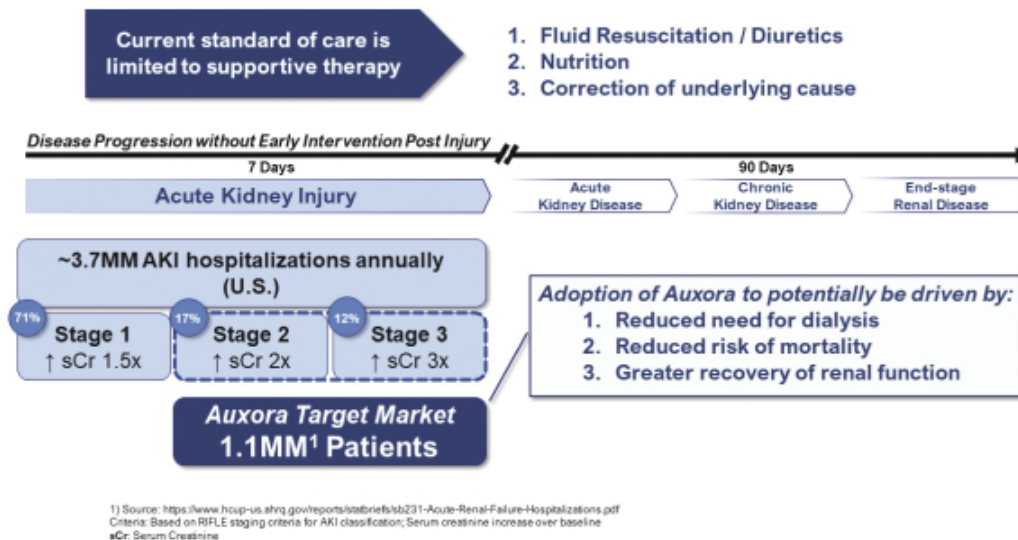 Current standard of care is
limited to supportive therapy
1. Fluid Resuscitation / Diuretics
2. Nutrition
3. Correction of underlying cause
Disease Progression without Early Intervention Post Injury
7 Days
90 Days
Acute Kidney Injury
Acute
Kidney Disease
Chronic
Kidney Disease
End-stage
Renal Disease
~3.7MM AKI hospitalizations annually
(U.S.)
71%
Stage 1
↑ sCr 1.5x
17%
Stage 2
↑ sCr 2x
12%
Stage 3
↑ sCr 3x
Auxora Target Market
1.1MM¹ Patients
Adoption of Auxora to potentially be driven by:
1. Reduced need for dialysis
2. Reduced risk of mortality
3. Greater recovery of renal function
1) Source: https://www.hcup-us.ahrq.gov/reports/statbriefs/sb231-Acute-Renal-Failure-Hospitalizations.pdf
Criteria: Based on RIFLE staging criteria for AKI classification; Serum creatinine increase over baseline
sCr: Serum Creatinine